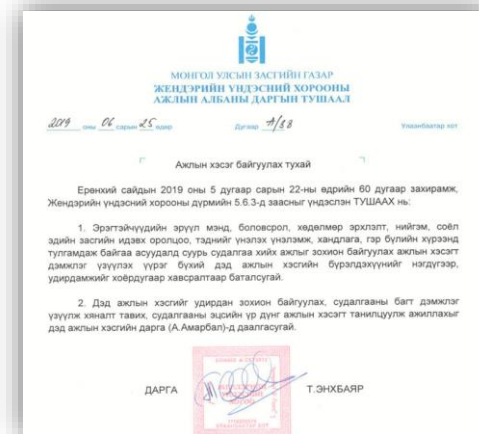 МОНГОЛ УЛСЫН ЗАСГИЙН ГАЗАР
ЖЕНДЭРИЙН ҮНДЭСНИЙ ХОРООНЫ
АЖЛЫН АЛБАНЫ ДАРГЫН ТУШААЛ
2019 оны 06 сарын 25 өдөр Дугаар А/38 Улаанбаатар хот
Ажлын хэсэг байгуулах тухай
Ерөнхий сайдын 2019 оны 5 дугаар сарын 22-ны өдрийн 60 дугаар захирамж,
Жендэрийн үндэсний хорооны дүрмийн 5.6.3-д заасныг үндэслэн ТУШААХ нь:
1. Эрэгтэйчүүдийн эрүүл мэнд, боловсрол, хөдөлмөр эрхлэлт, нийгэм, соёл
эдийн засгийн идэвх оролцоо, тэднийг үнэлэх үнэлэмж, хандлага, гэр бүлийн хүрээнд
тулгамдаж байгаа асуудалд суурь судалгаа хийх ажлыг зохион байгуулах ажлын хэсэгт
дэмжлэг үзүүлэх үүрэг бүхий дэд ажлын хэсгийн бүрэлдэхүүнийг нэгдүгээр,
удирдамжийг хоёрдугаар хавсралтаар баталсугай.
2. Дэд ажлын хэсгийг удирдан зохион байгуулах, судалгааны багт дэмжлэг
үзүүлж хяналт тавих, судалгааны эцсийн үр дүнг ажлын хэсэгт танилцуулж ажиллахыг
дэд ажлын хэсгийн дарга (А.Амарбал)-д даалгасугай.
ДАРГА Т.ЭНХБАЯР